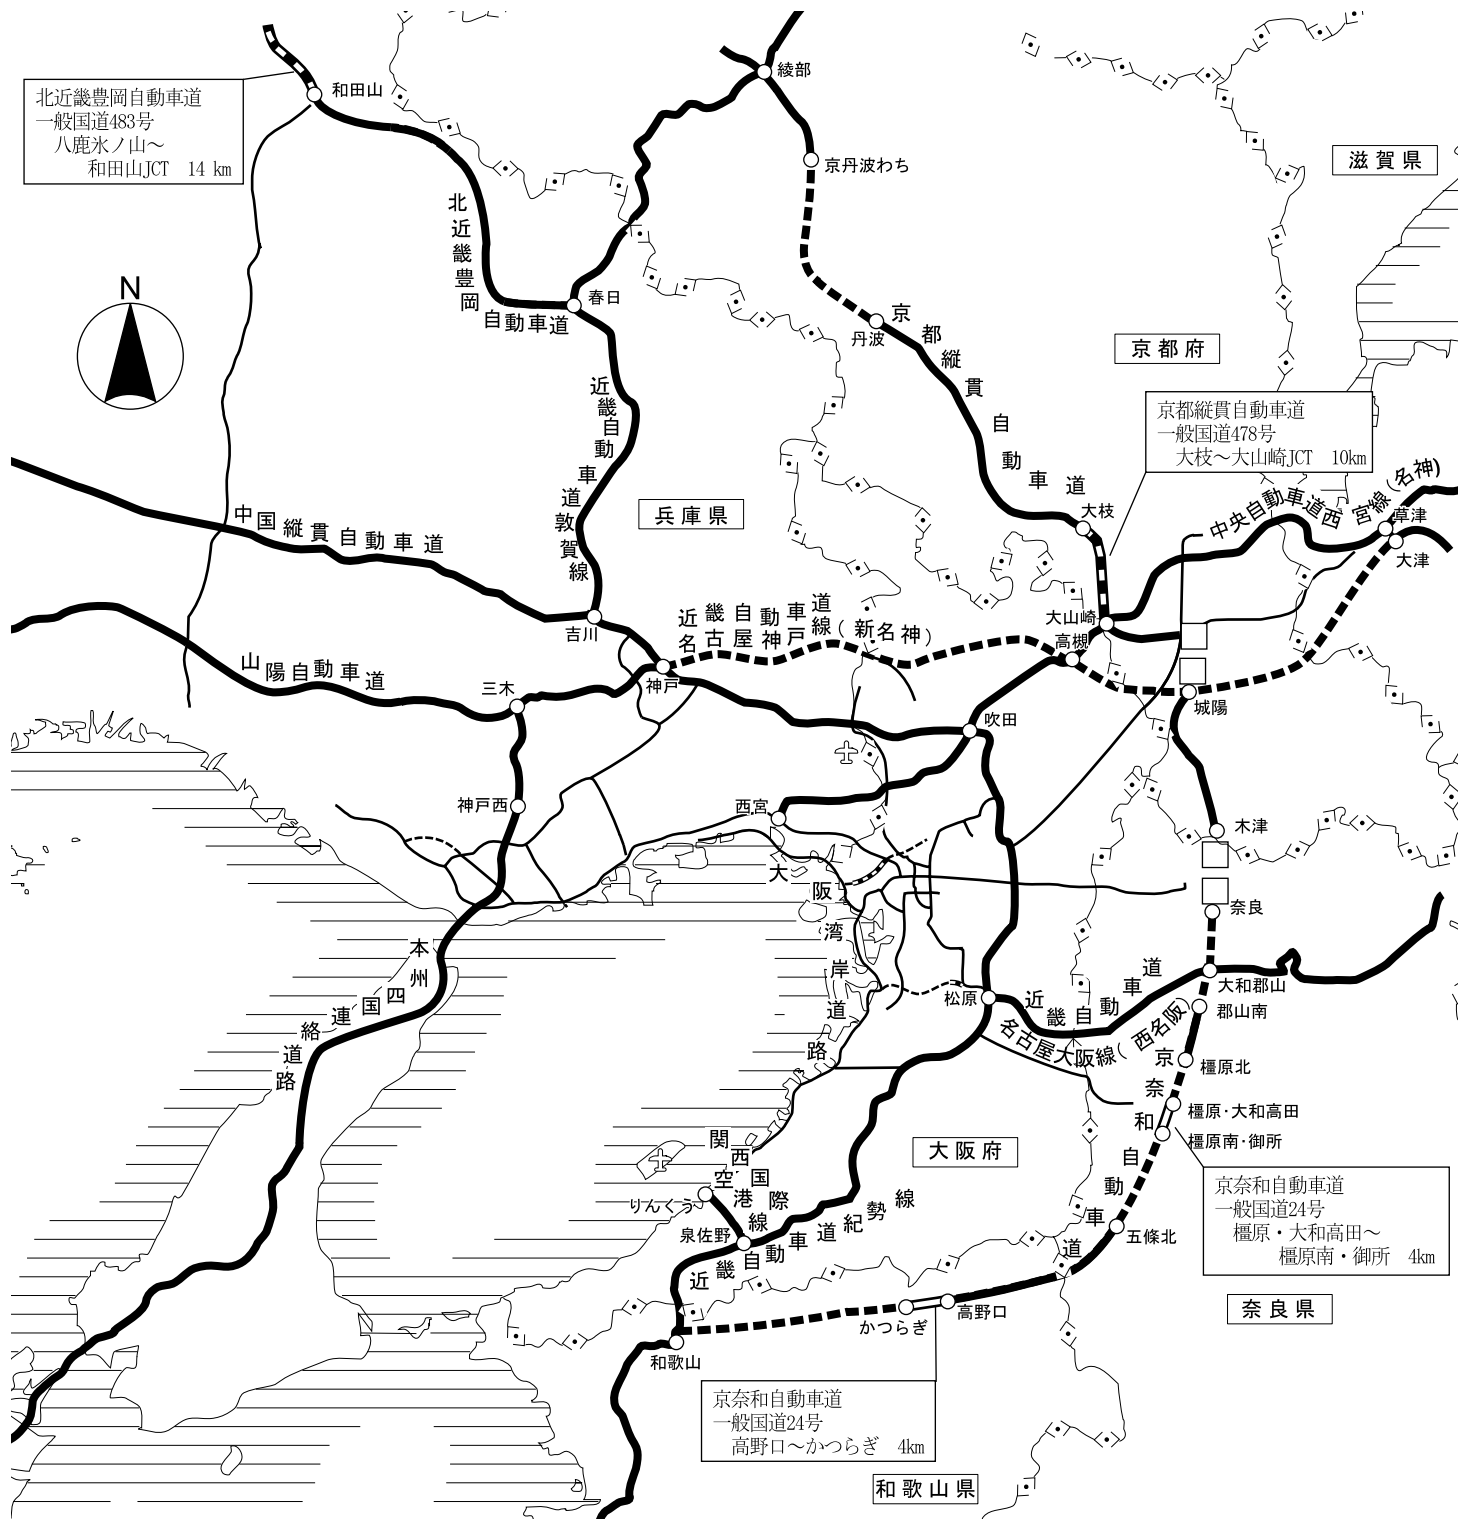 綾部
和田山
北近畿豊岡自動車道
一般国道483号
八鹿氷ノ山～
和田山JCT 14 km
京丹波わち
滋賀県
北近畿豊岡自動車道
N
春日
京都縦貫自動車道
丹波
京都府
近畿自動車道敦賀線
京都縦貫自動車道
一般国道478号
大枝～大山崎JCT 10km
兵庫県
中国縦貫自動車道
大枝
中央自動車道西宮線(名神)
草津
大津
吉川
近畿自動車道
名古屋神戸線(新名神)
大山崎
高槻
山陽自動車道
三木
神戸
城陽
吹田
神戸西
西宮
木津
大阪湾岸道路
奈良
本州四国連絡道路
松原
近畿自動車道
名古屋大阪線(西名阪)
大和郡山
郡山南
京奈和自動車道
橿原北
橿原・大和高田
橿原南・御所
関西国際空港線
大阪府
りんくう
泉佐野
近畿自動車道紀勢線
五條北
京奈和自動車道
一般国道24号
橿原・大和高田～
橿原南・御所 4km
かつらぎ
高野口
奈良県
和歌山
京奈和自動車道
一般国道24号
高野口～かつらぎ 4km
和歌山県